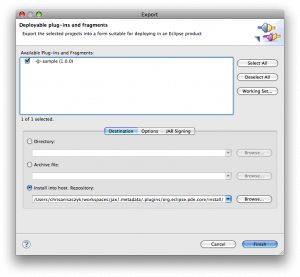 Export
Deployable plug-ins and fragments
Export the selected projects into a form suitable for deploying in an Eclipse product
Available Plug-ins and Fragments:
sample (1.0.0)
Select All
Deselect All
Working Set...
1 of 1 selected.
Destination Options JAR Signing
Directory:
Browse...
Archive file:
Browse...
Install into host. Repository:
/Users/chrisaniszczyk/workspaces/jax/.metadata/.plugins/org.eclipse.pde.core/install/
Browse...
?
Cancel
Finish